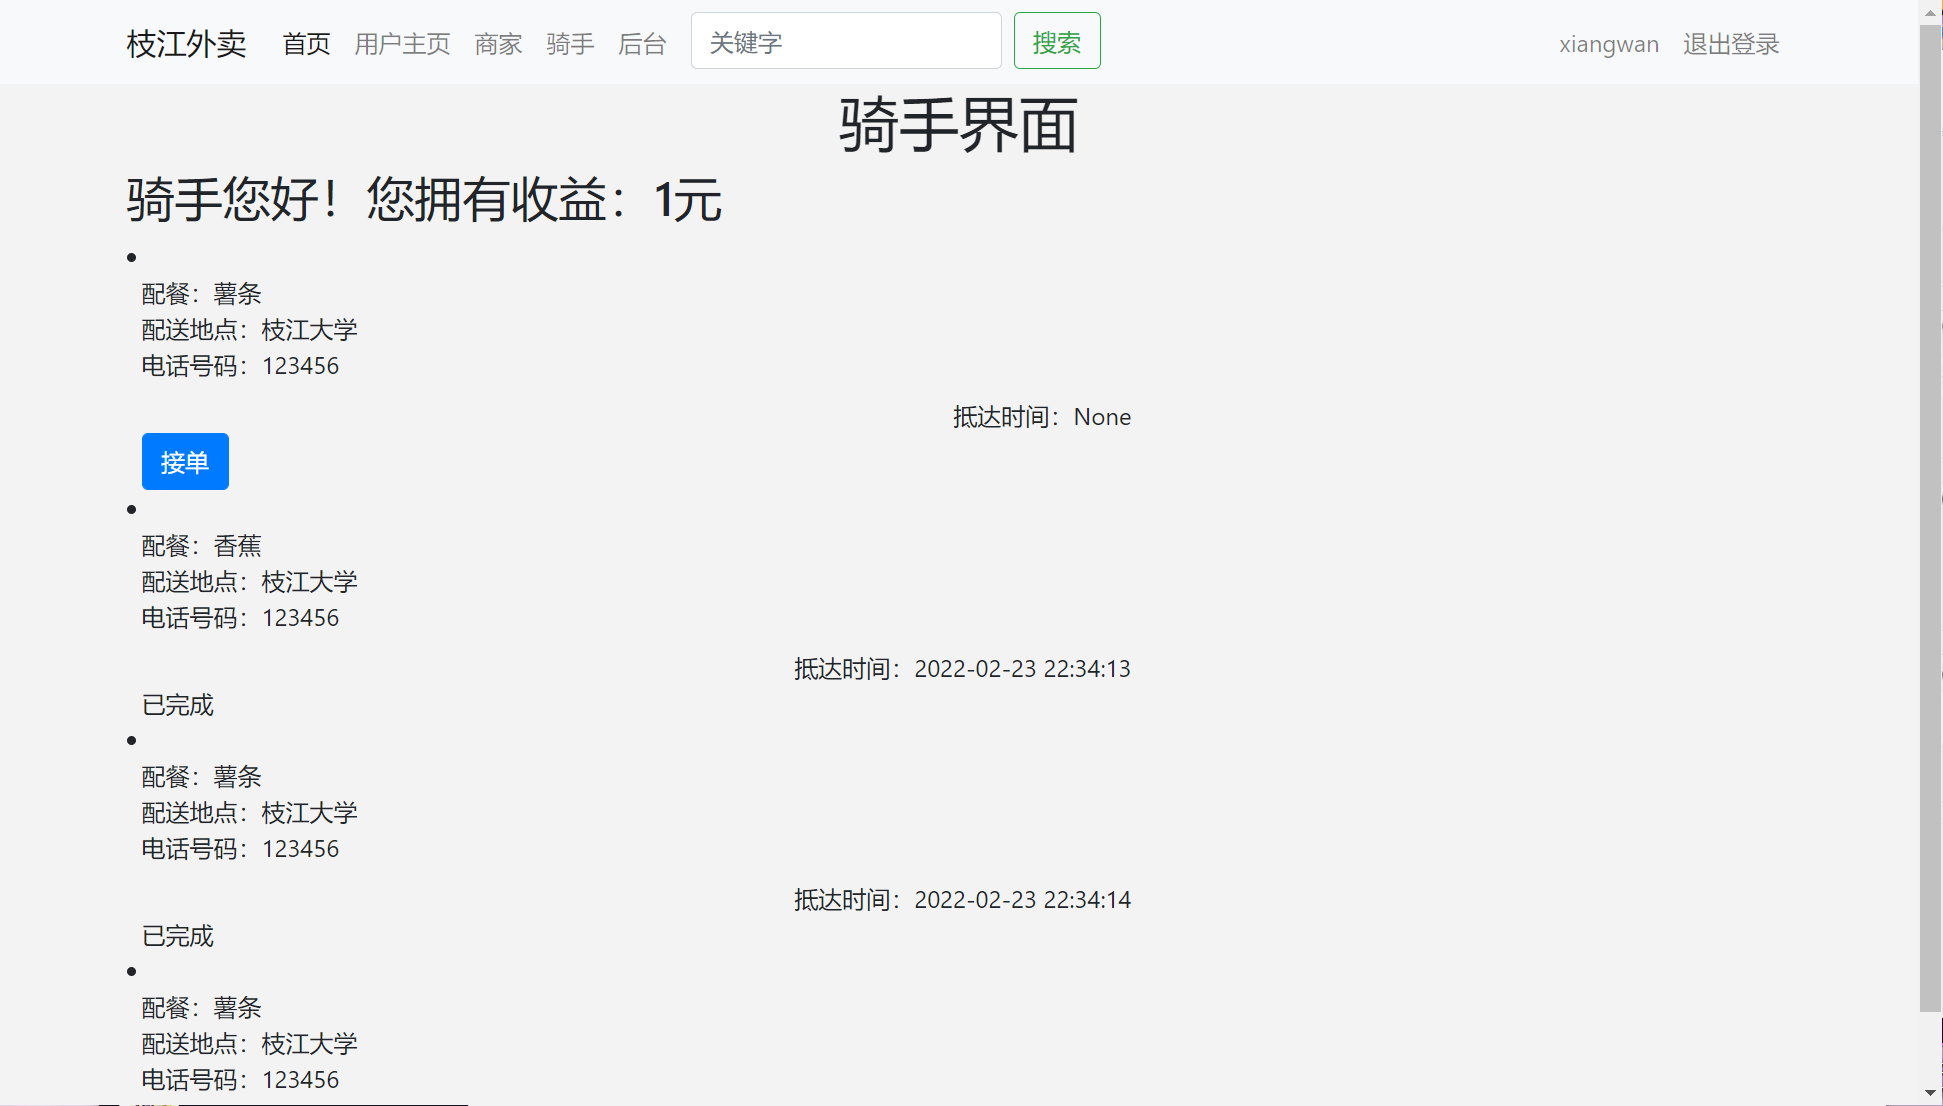 枝江外卖 首页 用户主页 商家 骑手 后台 关键字 搜索 xiangwan 退出登录
骑手界面
骑手您好！您拥有收益：1元
配餐：薯条
配送地点：枝江大学
电话号码：123456
抵达时间：None
接单
配餐：香蕉
配送地点：枝江大学
电话号码：123456
抵达时间：2022-02-23 22:34:13
已完成
配餐：薯条
配送地点：枝江大学
电话号码：123456
抵达时间：2022-02-23 22:34:14
已完成
配餐：薯条
配送地点：枝江大学
电话号码：123456